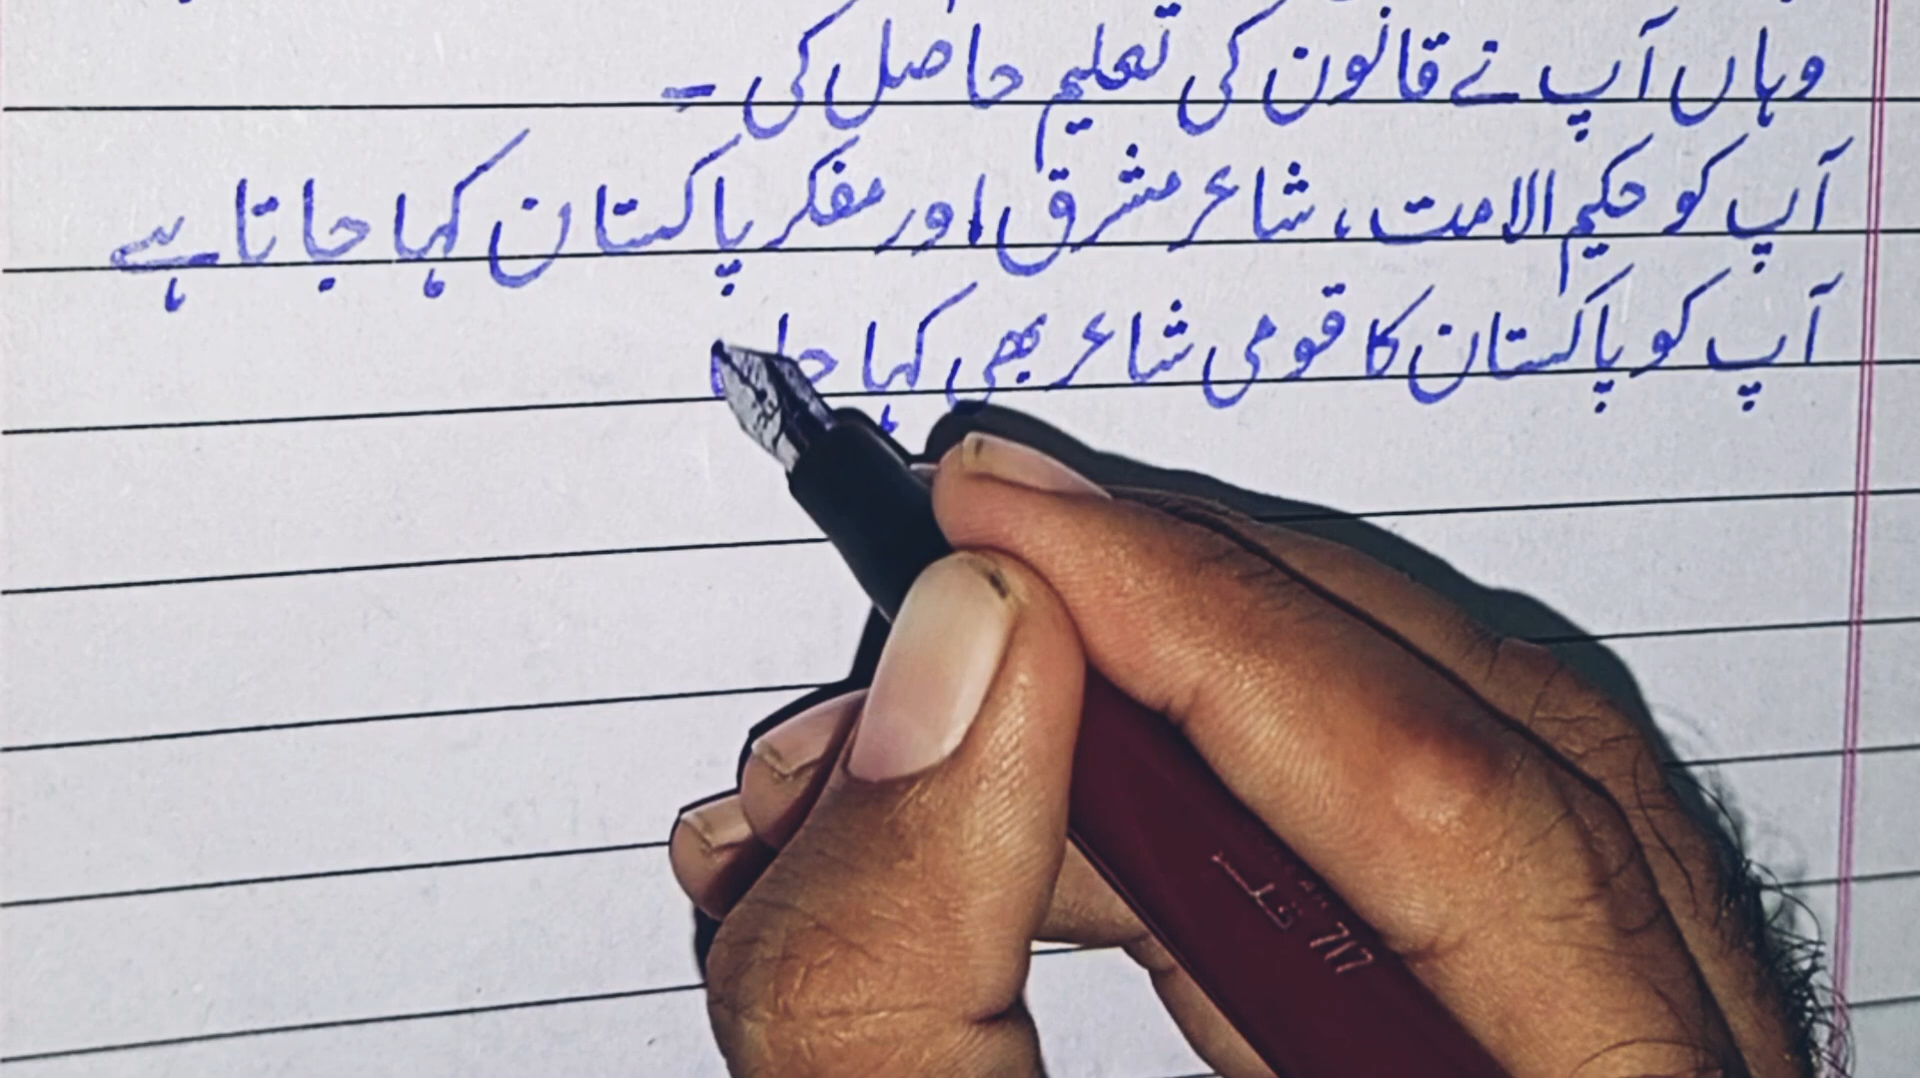 وہاں آپ نے قانون کی تعلیم حاصل کی ۔
آپ کو حکیم الامت، شاعر مشرق اور مفکر پاکستان کہا جاتا ہے
آپ کو پاکستان کا قومی شاعر بھی کہا جا
717